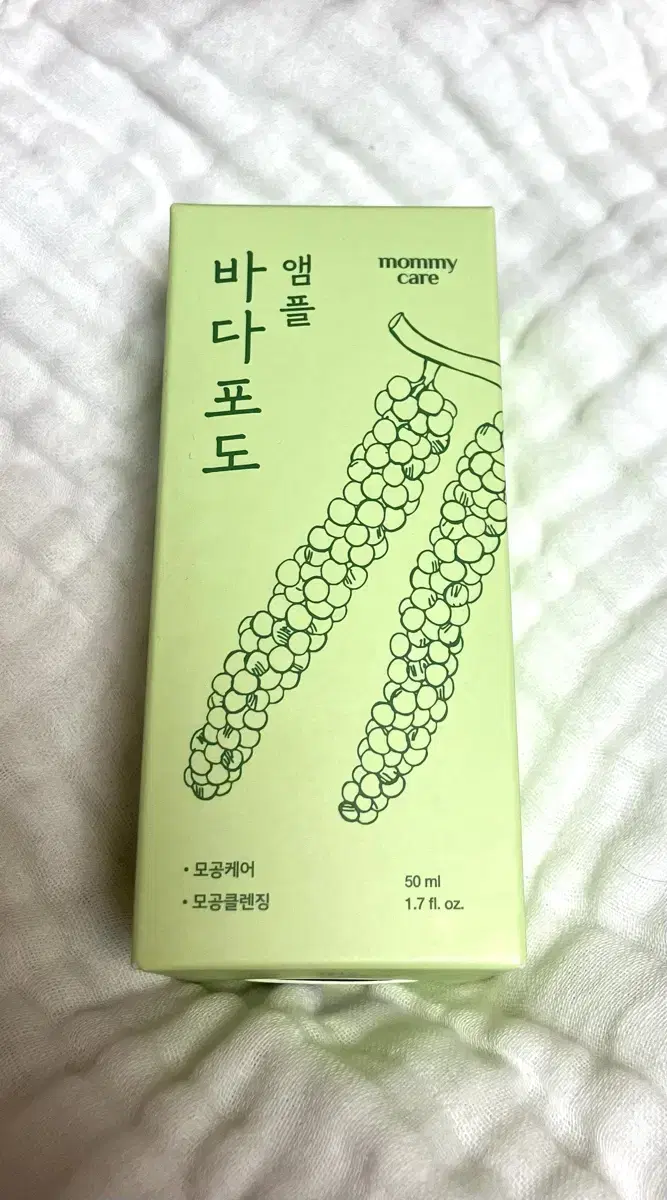 바다포도
앰플
mommy
care
• 모공케어
• 모공클렌징
50 ml
1.7 fl. oz.